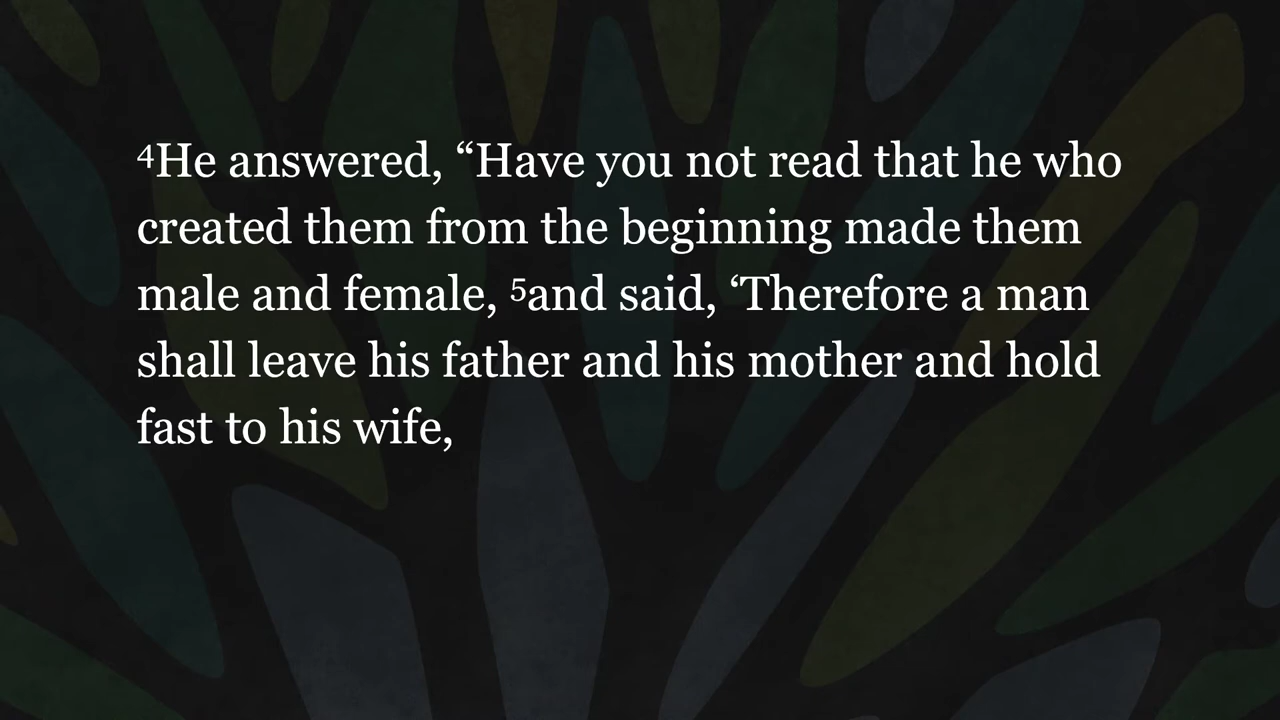 ⁴He answered, “Have you not read that he who
created them from the beginning made them
male and female, ⁵and said, ‘Therefore a man
shall leave his father and his mother and hold
fast to his wife,